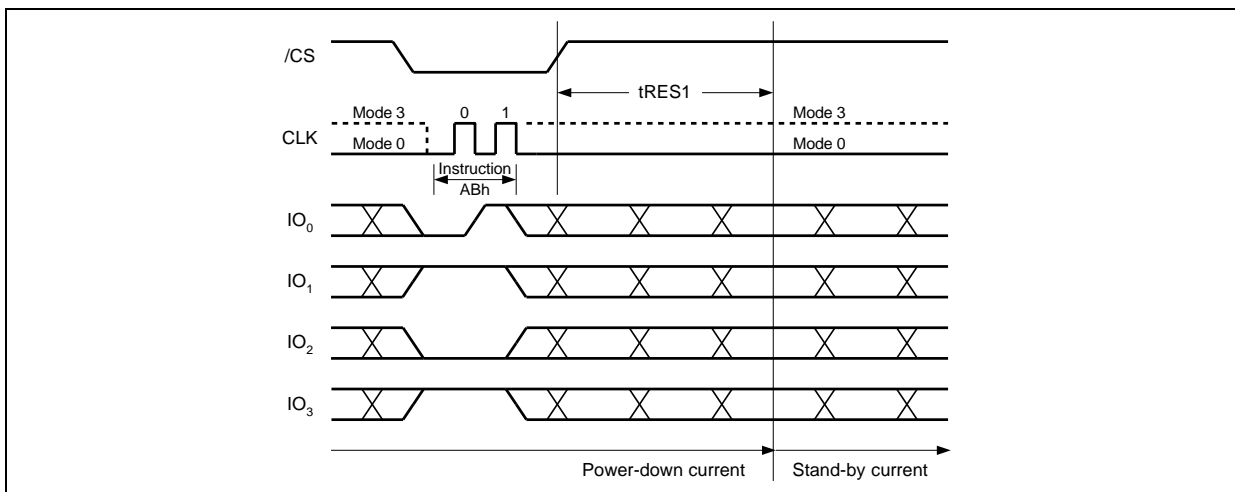 /CS
tRES1
Mode 3 0 1 Mode 3
CLK
Mode 0 Mode 0
Instruction
ABh
IO0
IO1
IO2
IO3
Power-down current Stand-by current